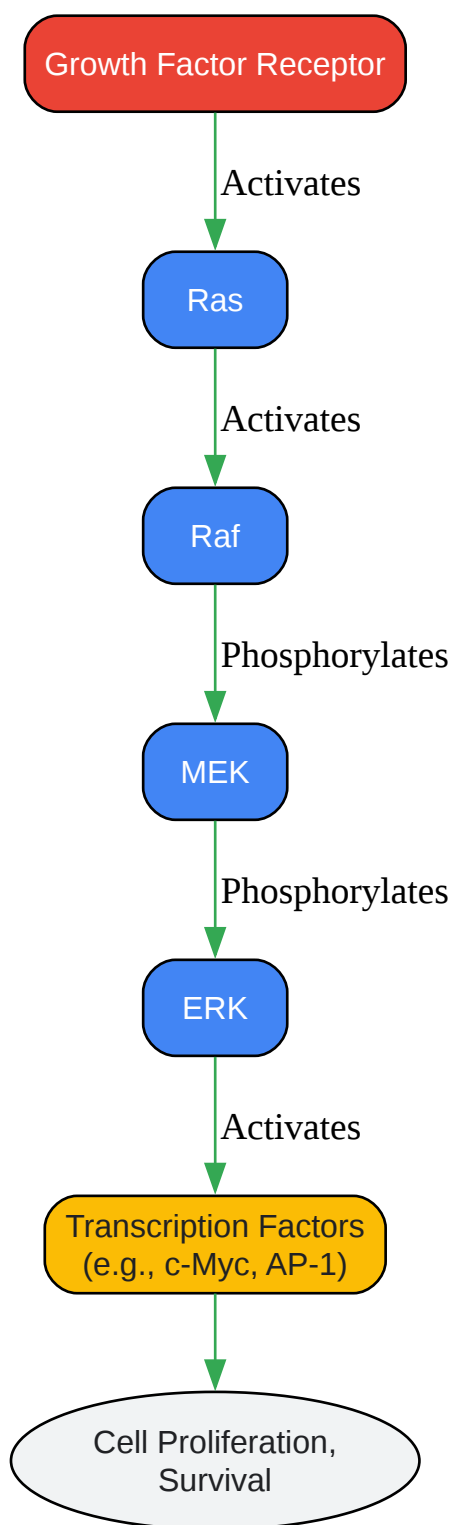 Growth Factor Receptor
Activates
Ras
Activates
Raf
Phosphorylates
MEK
Phosphorylates
ERK
Activates
Transcription Factors
(e.g., c-Myc, AP-1)
Cell Proliferation,
Survival